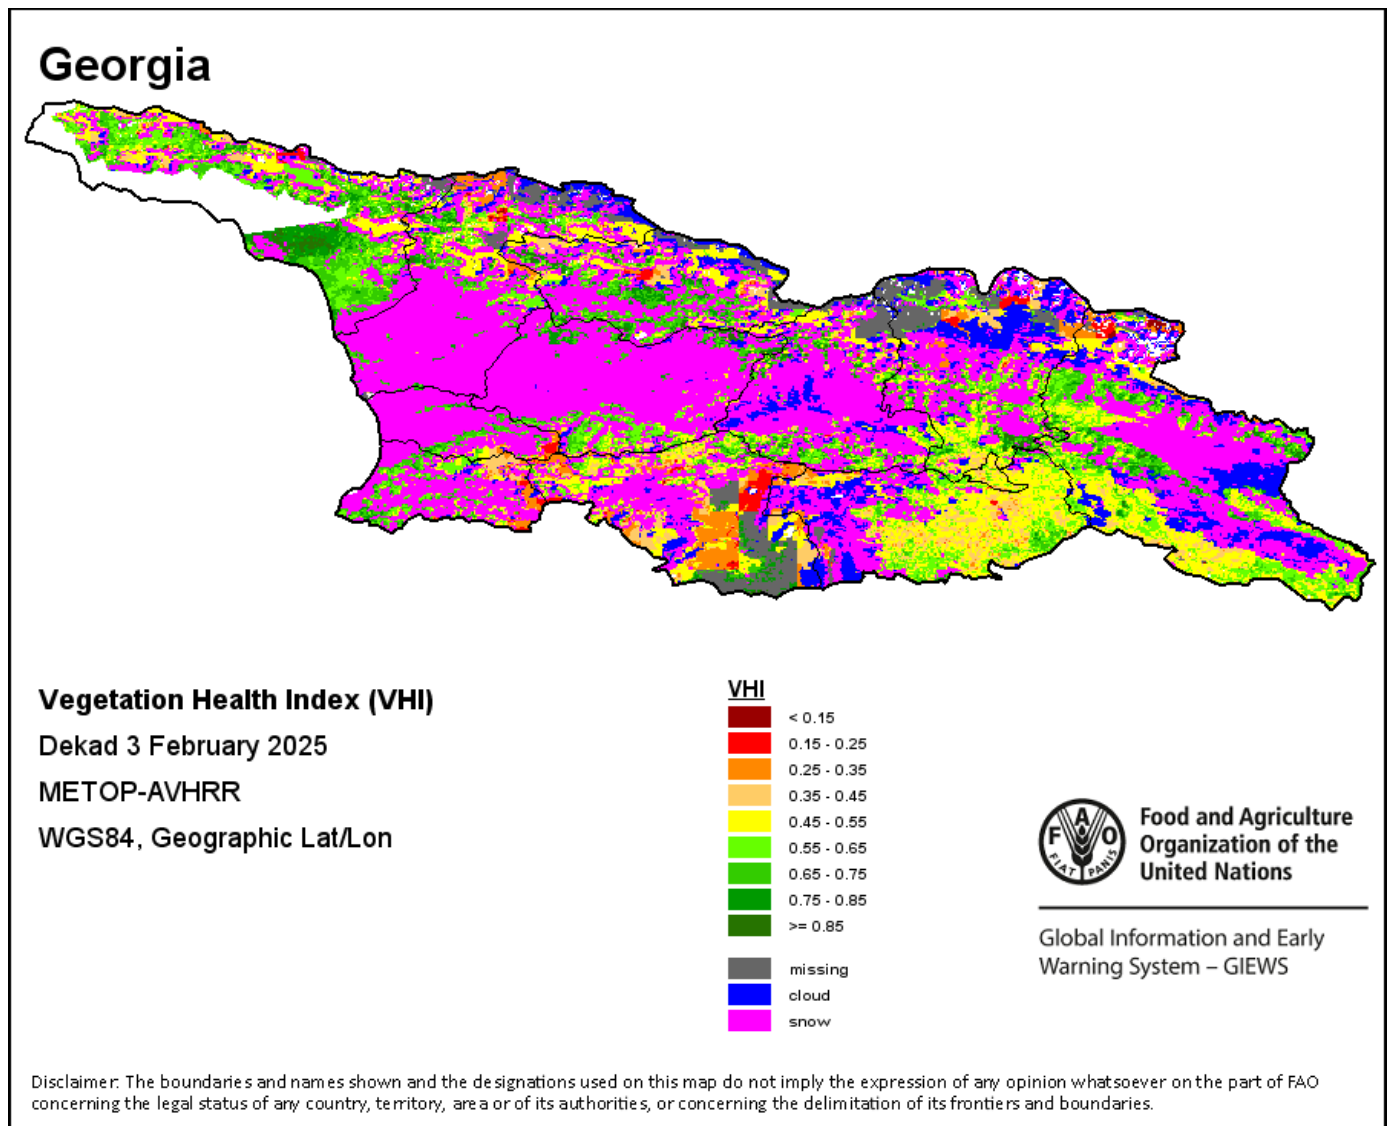 Georgia
Vegetation Health Index (VHI)
Dekad 3 February 2025
METOP-AVHRR
WGS84, Geographic Lat/Lon
VHI
< 0.15
0.15 - 0.25
0.25 - 0.35
0.35 - 0.45
0.45 - 0.55
0.55 - 0.65
0.65 - 0.75
0.75 - 0.85
>= 0.85
missing
cloud
snow
F A O
FIAT PANIS
Food and Agriculture
Organization of the
United Nations
Global Information and Early
Warning System – GIEWS
Disclaimer: The boundaries and names shown and the designations used on this map do not imply the expression of any opinion whatsoever on the part of FAO
concerning the legal status of any country, territory, area or of its authorities, or concerning the delimitation of its frontiers and boundaries.